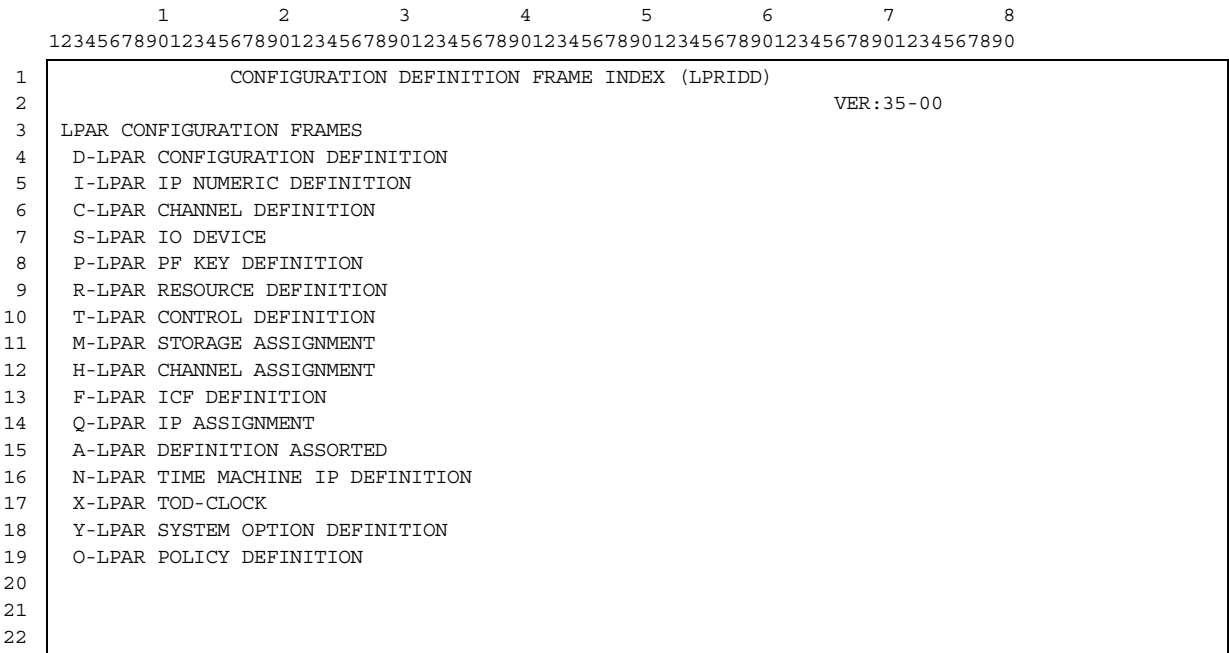 1 2 3 4 5 6 7 8
12345678901234567890123456789012345678901234567890123456789012345678901234567890
1 CONFIGURATION DEFINITION FRAME INDEX (LPRIDD)
2 VER:35-00
3 LPAR CONFIGURATION FRAMES
4 D-LPAR CONFIGURATION DEFINITION
5 I-LPAR IP NUMERIC DEFINITION
6 C-LPAR CHANNEL DEFINITION
7 S-LPAR IO DEVICE
8 P-LPAR PF KEY DEFINITION
9 R-LPAR RESOURCE DEFINITION
10 T-LPAR CONTROL DEFINITION
11 M-LPAR STORAGE ASSIGNMENT
12 H-LPAR CHANNEL ASSIGNMENT
13 F-LPAR ICF DEFINITION
14 Q-LPAR IP ASSIGNMENT
15 A-LPAR DEFINITION ASSORTED
16 N-LPAR TIME MACHINE IP DEFINITION
17 X-LPAR TOD-CLOCK
18 Y-LPAR SYSTEM OPTION DEFINITION
19 O-LPAR POLICY DEFINITION
20
21
22